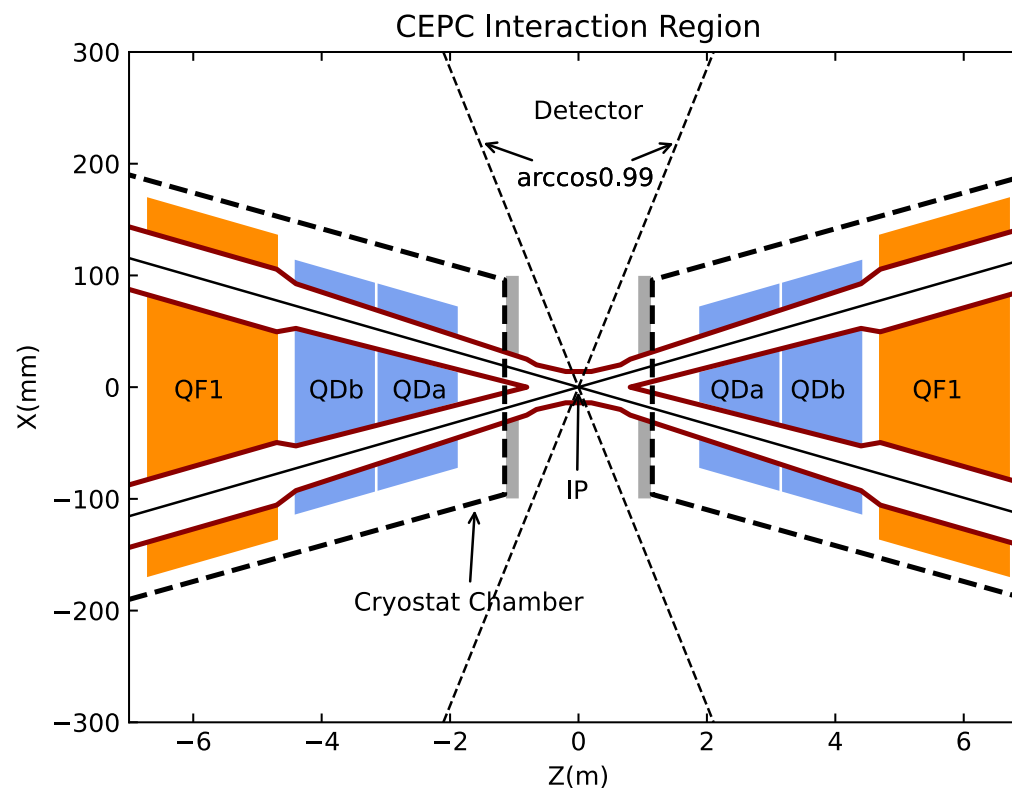 CEPC Interaction Region
300
200
100
0
−100
−200
−300
X(mm)
Detector
arccos0.99
QF1
QDb
QDa
QDa
QDb
QF1
IP
Cryostat Chamber
−6
−4
−2
0
2
4
6
Z(m)